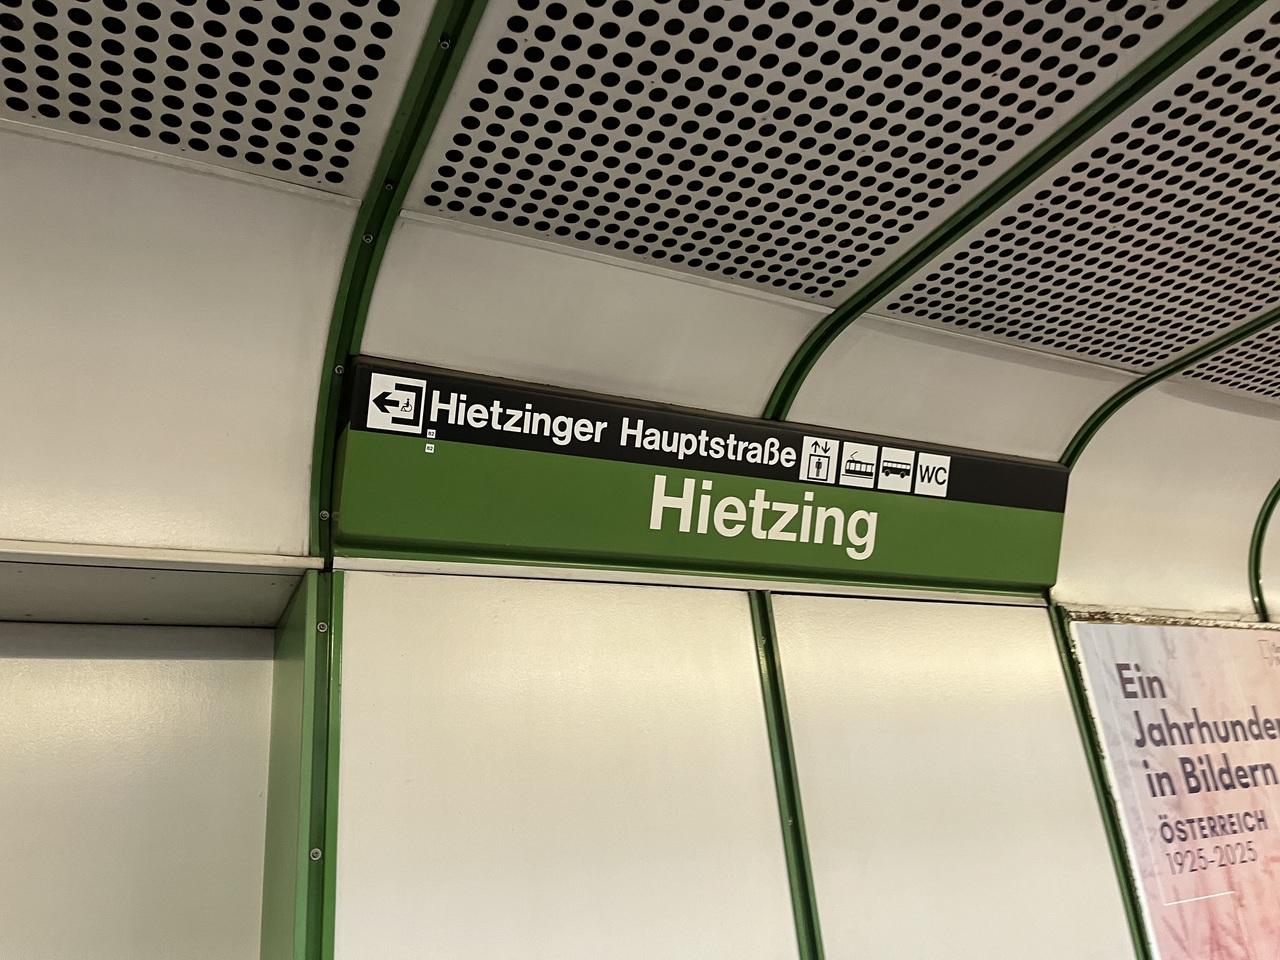 Hietzinger Hauptstraße WC
Hietzing
Ein
Jahrhunder
in Bildern
ÖSTERREICH
1925-2025